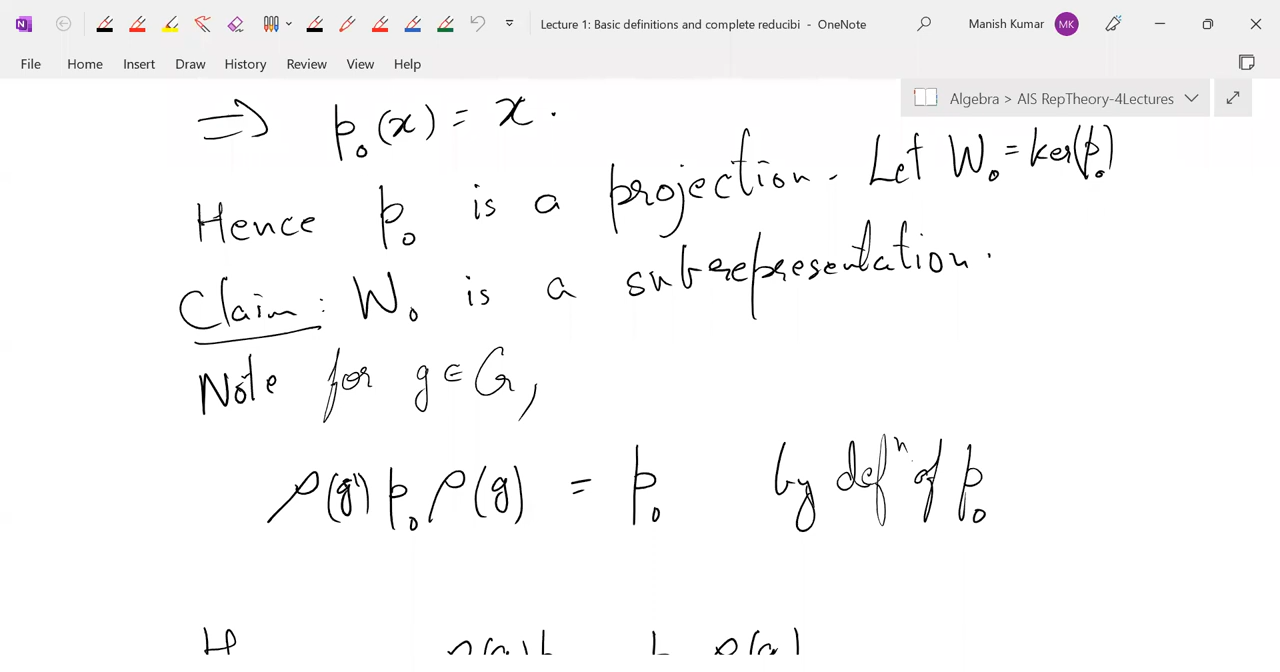 Lecture 1: Basic definitions and complete reducibi - OneNote
Manish Kumar
MK
File Home Insert Draw History Review View Help
Algebra > AIS RepTheory-4Lectures
⇒ p₀(x) = x.
Hence p₀ is a projection. Let W₀ = ker(p₀)
Claim: W₀ is a subrepresentation.
Note for g ∈ G,
ρ(g⁻¹) p₀ ρ(g) = p₀ by defⁿ of p₀